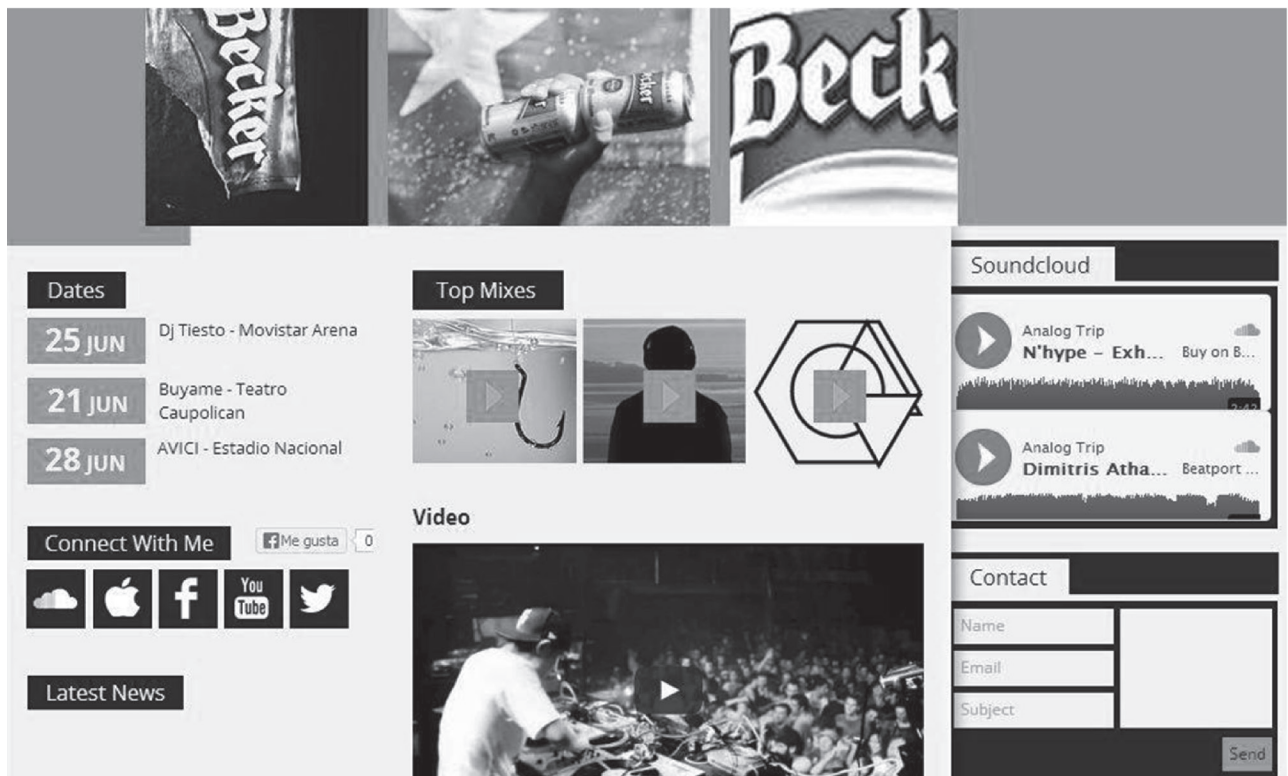 Becker
cker
Beck
Dates
25 JUN
Dj Tiesto - Movistar Arena
21 JUN
Buyame - Teatro
Caupolican
28 JUN
AVICI - Estadio Nacional
Connect With Me
Me gusta 0
You
Tube
Latest News
Top Mixes
Video
Soundcloud
Analog Trip
N'hype – Exh... Buy on B...
Analog Trip
Dimitris Atha... Beatport ...
Contact
Name
Email
Subject
Send